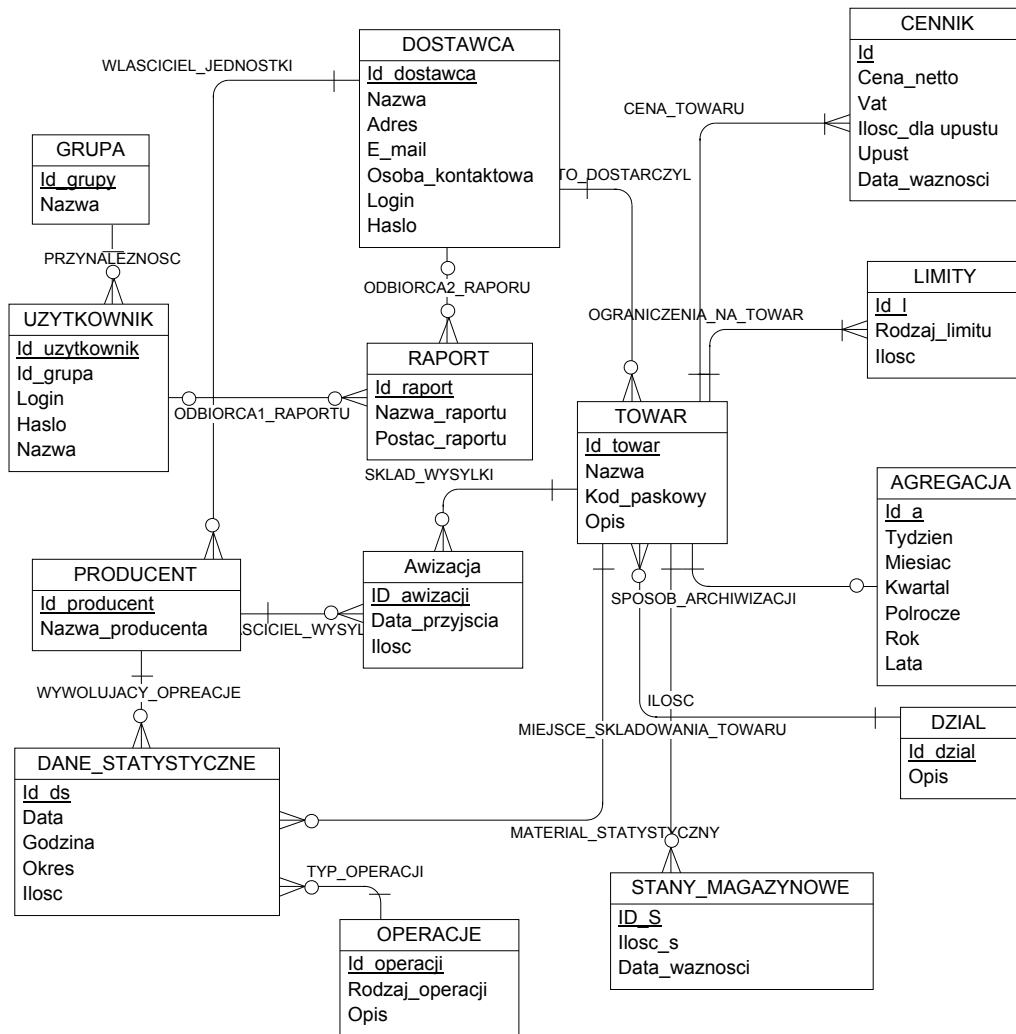 CENNIK
Id
Cena_netto
Vat
Ilosc_dla upustu
Upust
Data_waznosci
DOSTAWCA
Id_dostawca
Nazwa
Adres
E_mail
Osoba_kontaktowa
Login
Haslo
WLASCICIEL_JEDNOSTKI
CENA_TOWARU
GRUPA
Id_grupy
Nazwa
TO_DOSTARCZYL
PRZYNALEZNOSC
ODBIORCA2_RAPORU
LIMITY
Id_l
Rodzaj_limitu
Ilosc
OGRANICZENIA_NA_TOWAR
UZYTKOWNIK
Id_uzytkownik
Id_grupa
Login
Haslo
Nazwa
RAPORT
Id_raport
Nazwa_raportu
Postac_raportu
ODBIORCA1_RAPORTU
TOWAR
Id_towar
Nazwa
Kod_paskowy
Opis
SKLAD_WYSYLKI
AGREGACJA
Id_a
Tydzien
Miesiac
Kwartal
Polrocze
Rok
Lata
PRODUCENT
Id_producent
Nazwa_producenta
Awizacja
ID_awizacji
Data_przyjscia
Ilosc
ASCICIEL_WYSYL
SPOSOB_ARCHIWIZACJI
WYWOLUJACY_OPREACJE
ILOSC
MIEJSCE_SKLADOWANIA_TOWARU
DZIAL
Id_dzial
Opis
DANE_STATYSTYCZNE
Id_ds
Data
Godzina
Okres
Ilosc
MATERIAL_STATYSTYCZNY
TYP_OPERACJI
STANY_MAGAZYNOWE
ID_S
Ilosc_s
Data_waznosci
OPERACJE
Id_operacji
Rodzaj_operacji
Opis